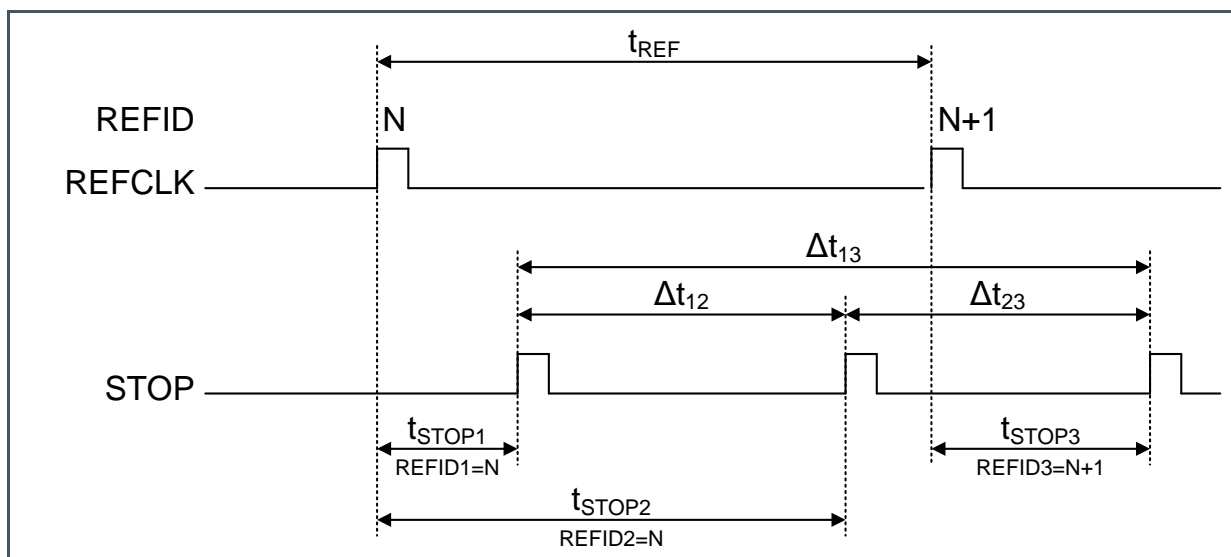 tREF
REFID N N+1
REFCLK
Δt13
Δt12 Δt23
STOP
tSTOP1 tSTOP3
REFID1=N REFID3=N+1
tSTOP2
REFID2=N